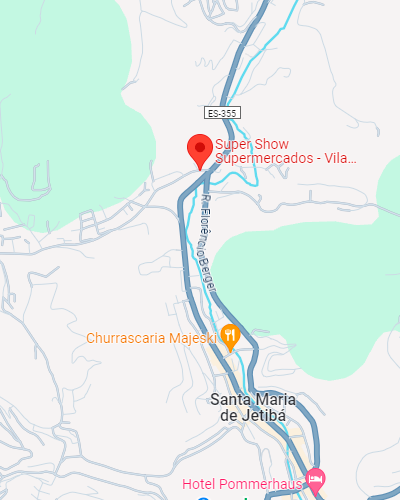 ES-355
Super Show
Supermercados - Vila...
R. Florêncio Berger
Churrascaria Majeski
Santa Maria
de Jetibá
Hotel Pommerhaus